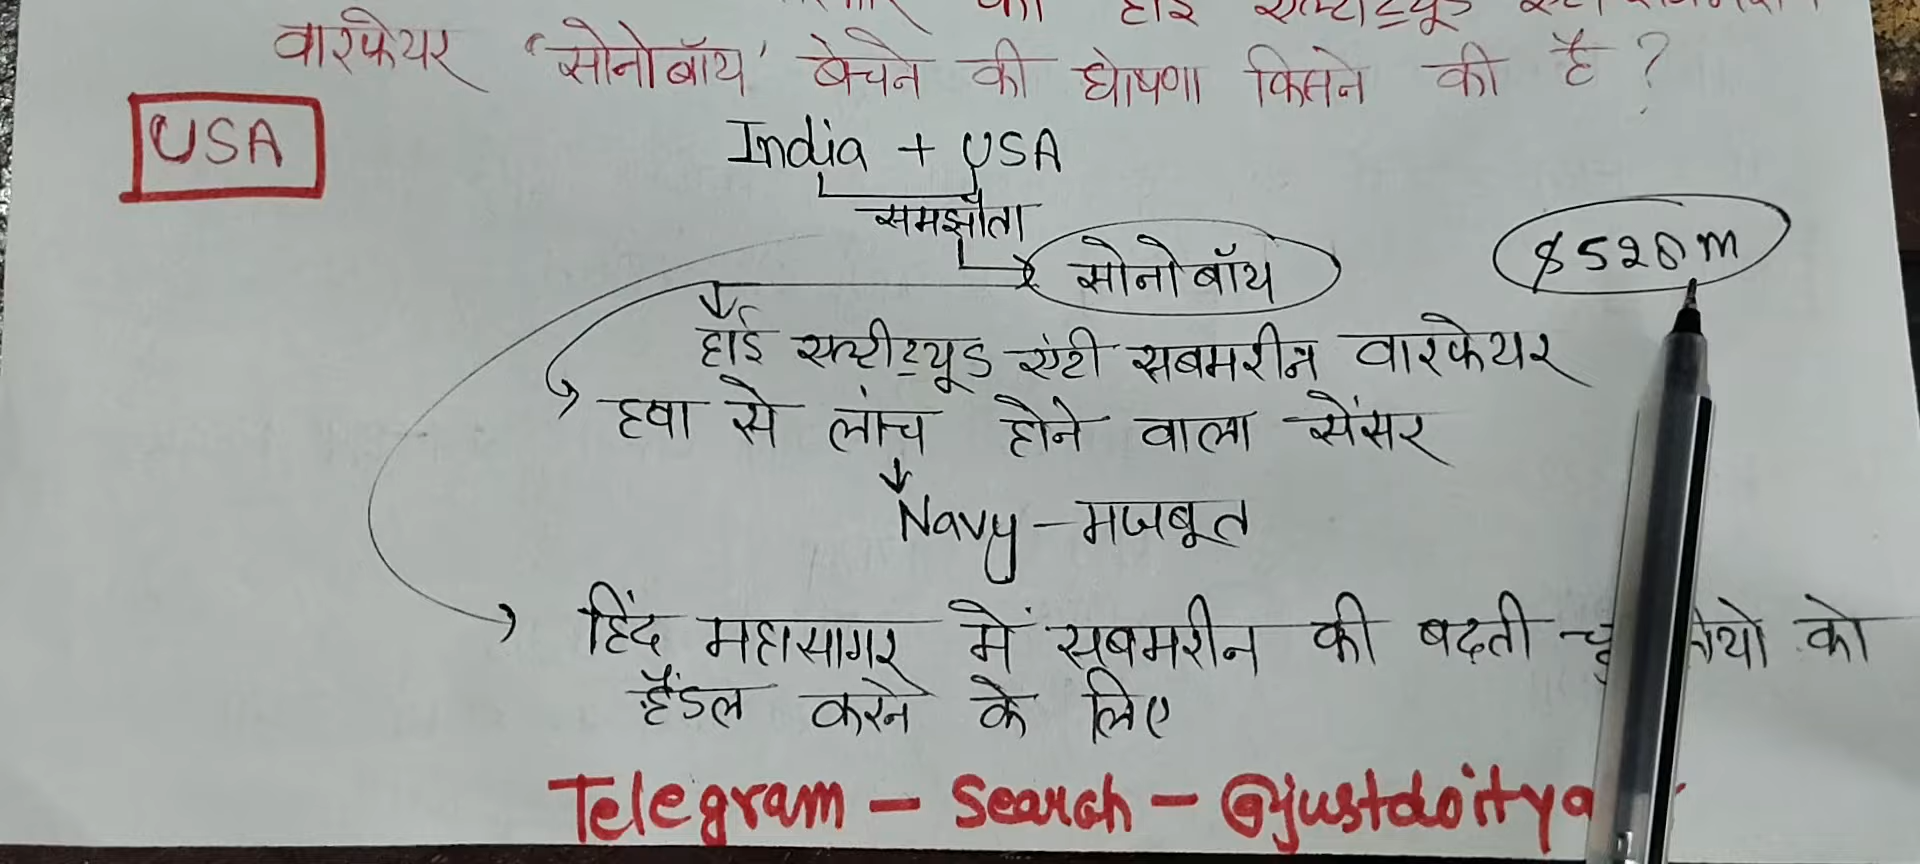 को हाई एल्टीट्यूड एंटी
वारफेयर 'सोनोबॉय' बेचने की घोषणा किसने की है ?
USA
India + USA
समझौता
सोनोबॉय
$520m
हाई एल्टीट्यूड एंटी सबमरीन वारफेयर
हवा से लांच होने वाला सेंसर
Navy - मजबूत
हिंद महासागर में सबमरीन की बढ़ती को
हैंडल करने के लिए
Telegram - Search - @justdoitya